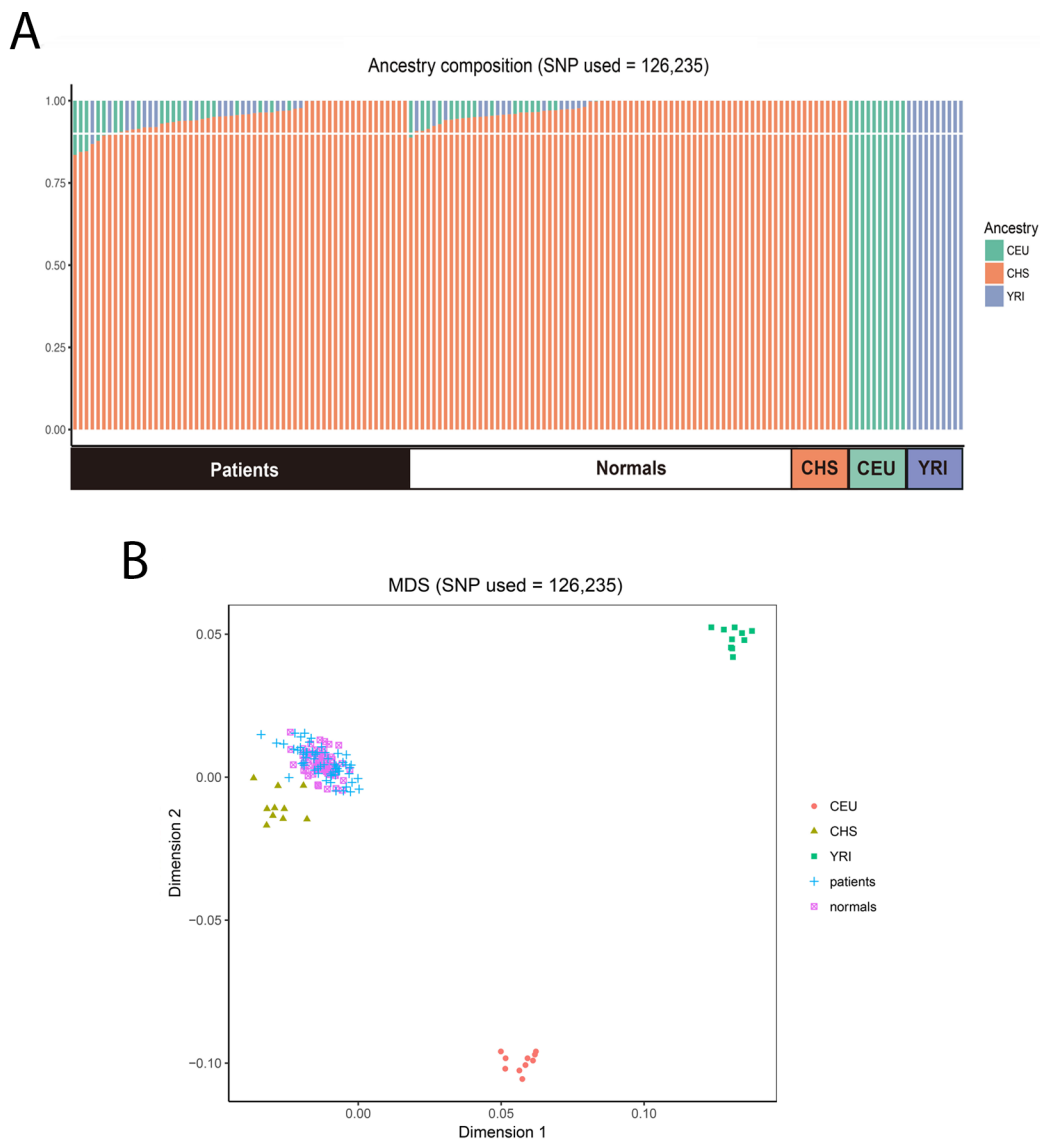 A
Ancestry composition (SNP used = 126,235)
1.00
0.75
0.50
0.25
0.00
Ancestry
CEU
CHS
YRI
Patients Normals CHS CEU YRI
B
MDS (SNP used = 126,235)
0.05
0.00
−0.05
−0.10
Dimension 2
0.00 0.05 0.10
Dimension 1
CEU
CHS
YRI
patients
normals